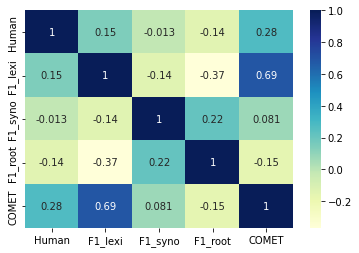 Human 1 0.15 -0.013 -0.14 0.28
F1_lexi 0.15 1 -0.14 -0.37 0.69
F1_syno -0.013 -0.14 1 0.22 0.081
F1_root -0.14 -0.37 0.22 1 -0.15
COMET 0.28 0.69 0.081 -0.15 1
Human F1_lexi F1_syno F1_root COMET
1.0
0.8
0.6
0.4
0.2
0.0
−0.2